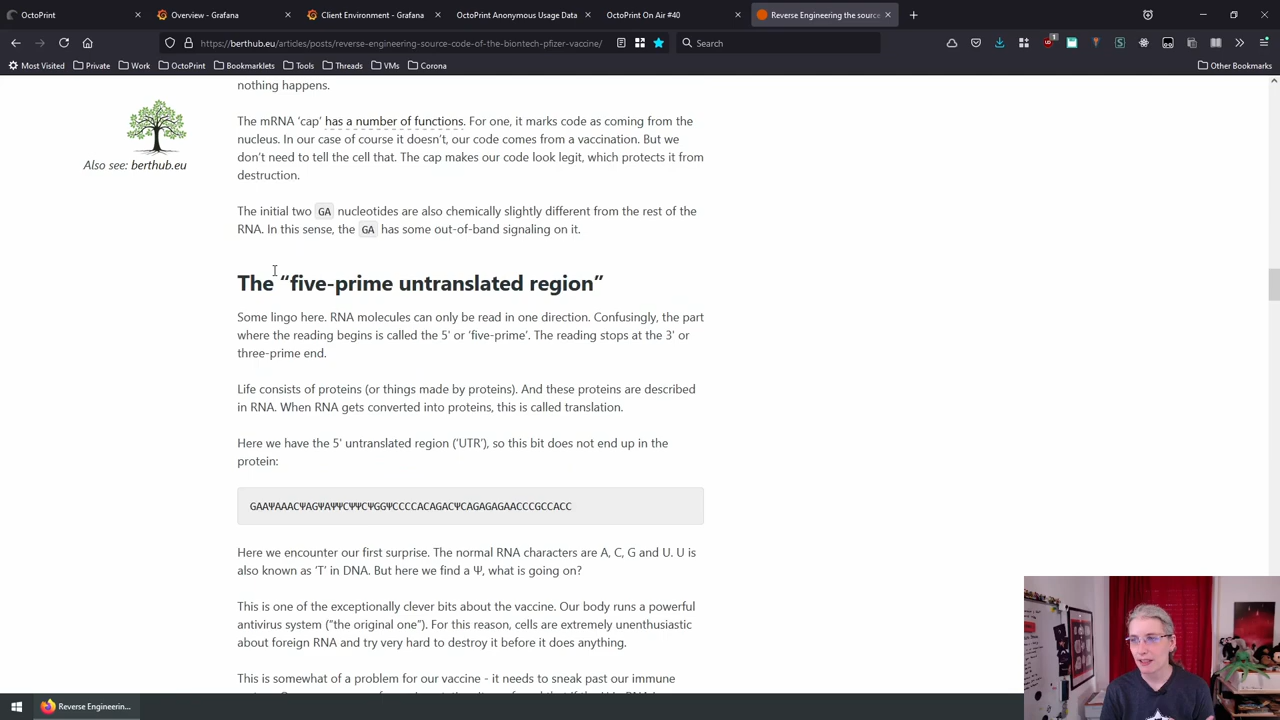 OctoPrint
Overview - Grafana
Client Environment - Grafana
OctoPrint Anonymous Usage Data
OctoPrint On Air #40
Reverse Engineering the source
https://berthub.eu/articles/posts/reverse-engineering-source-code-of-the-biontech-pfizer-vaccine/
Search
Most Visited
Private
Work
OctoPrint
Bookmarklets
Tools
Threads
VMs
Corona
Other Bookmarks
Also see: berthub.eu
nothing happens.
The mRNA ‘cap’ has a number of functions. For one, it marks code as coming from the
nucleus. In our case of course it doesn’t, our code comes from a vaccination. But we
don’t need to tell the cell that. The cap makes our code look legit, which protects it from
destruction.
The initial two GA nucleotides are also chemically slightly different from the rest of the
RNA. In this sense, the GA has some out-of-band signaling on it.
The “five-prime untranslated region”
Some lingo here. RNA molecules can only be read in one direction. Confusingly, the part
where the reading begins is called the 5' or ‘five-prime’. The reading stops at the 3' or
three-prime end.
Life consists of proteins (or things made by proteins). And these proteins are described
in RNA. When RNA gets converted into proteins, this is called translation.
Here we have the 5' untranslated region (‘UTR’), so this bit does not end up in the
protein:
GAAΨAAACΨAGΨAΨΨCΨΨCΨGGΨCCCCACAGACΨCAGAGAGAACCCGCCACC
Here we encounter our first surprise. The normal RNA characters are A, C, G and U. U is
also known as ‘T’ in DNA. But here we find a Ψ, what is going on?
This is one of the exceptionally clever bits about the vaccine. Our body runs a powerful
antivirus system (“the original one”). For this reason, cells are extremely unenthusiastic
about foreign RNA and try very hard to destroy it before it does anything.
This is somewhat of a problem for our vaccine - it needs to sneak past our immune
Reverse Engineerin...